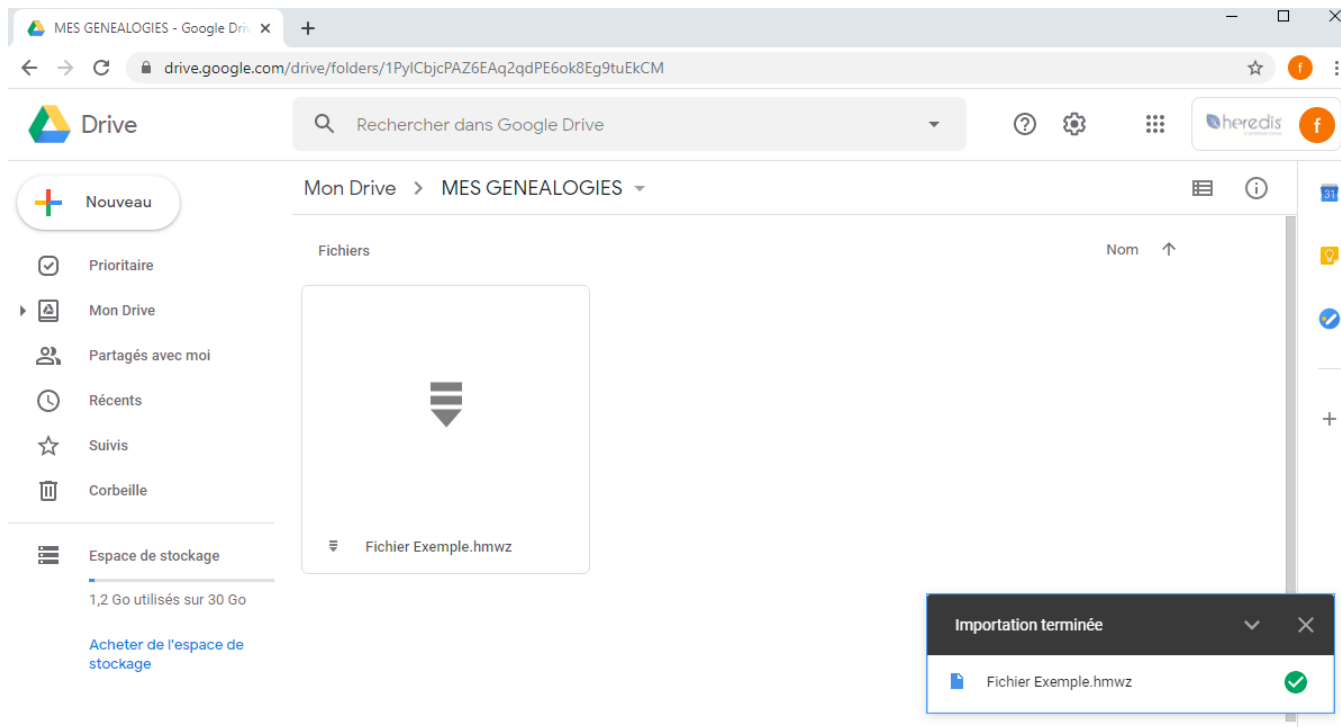 MES GENEALOGIES - Google Driv
drive.google.com/drive/folders/1PylCbjcPAZ6EAq2qdPE6ok8Eg9tuEkCM
f
Drive
Rechercher dans Google Drive
heredis
f
Nouveau
Mon Drive > MES GENEALOGIES
31
Prioritaire
Mon Drive
Partagés avec moi
Récents
Suivis
Corbeille
Espace de stockage
1,2 Go utilisés sur 30 Go
Acheter de l'espace de
stockage
Fichiers
Nom
Fichier Exemple.hmwz
Importation terminée
Fichier Exemple.hmwz